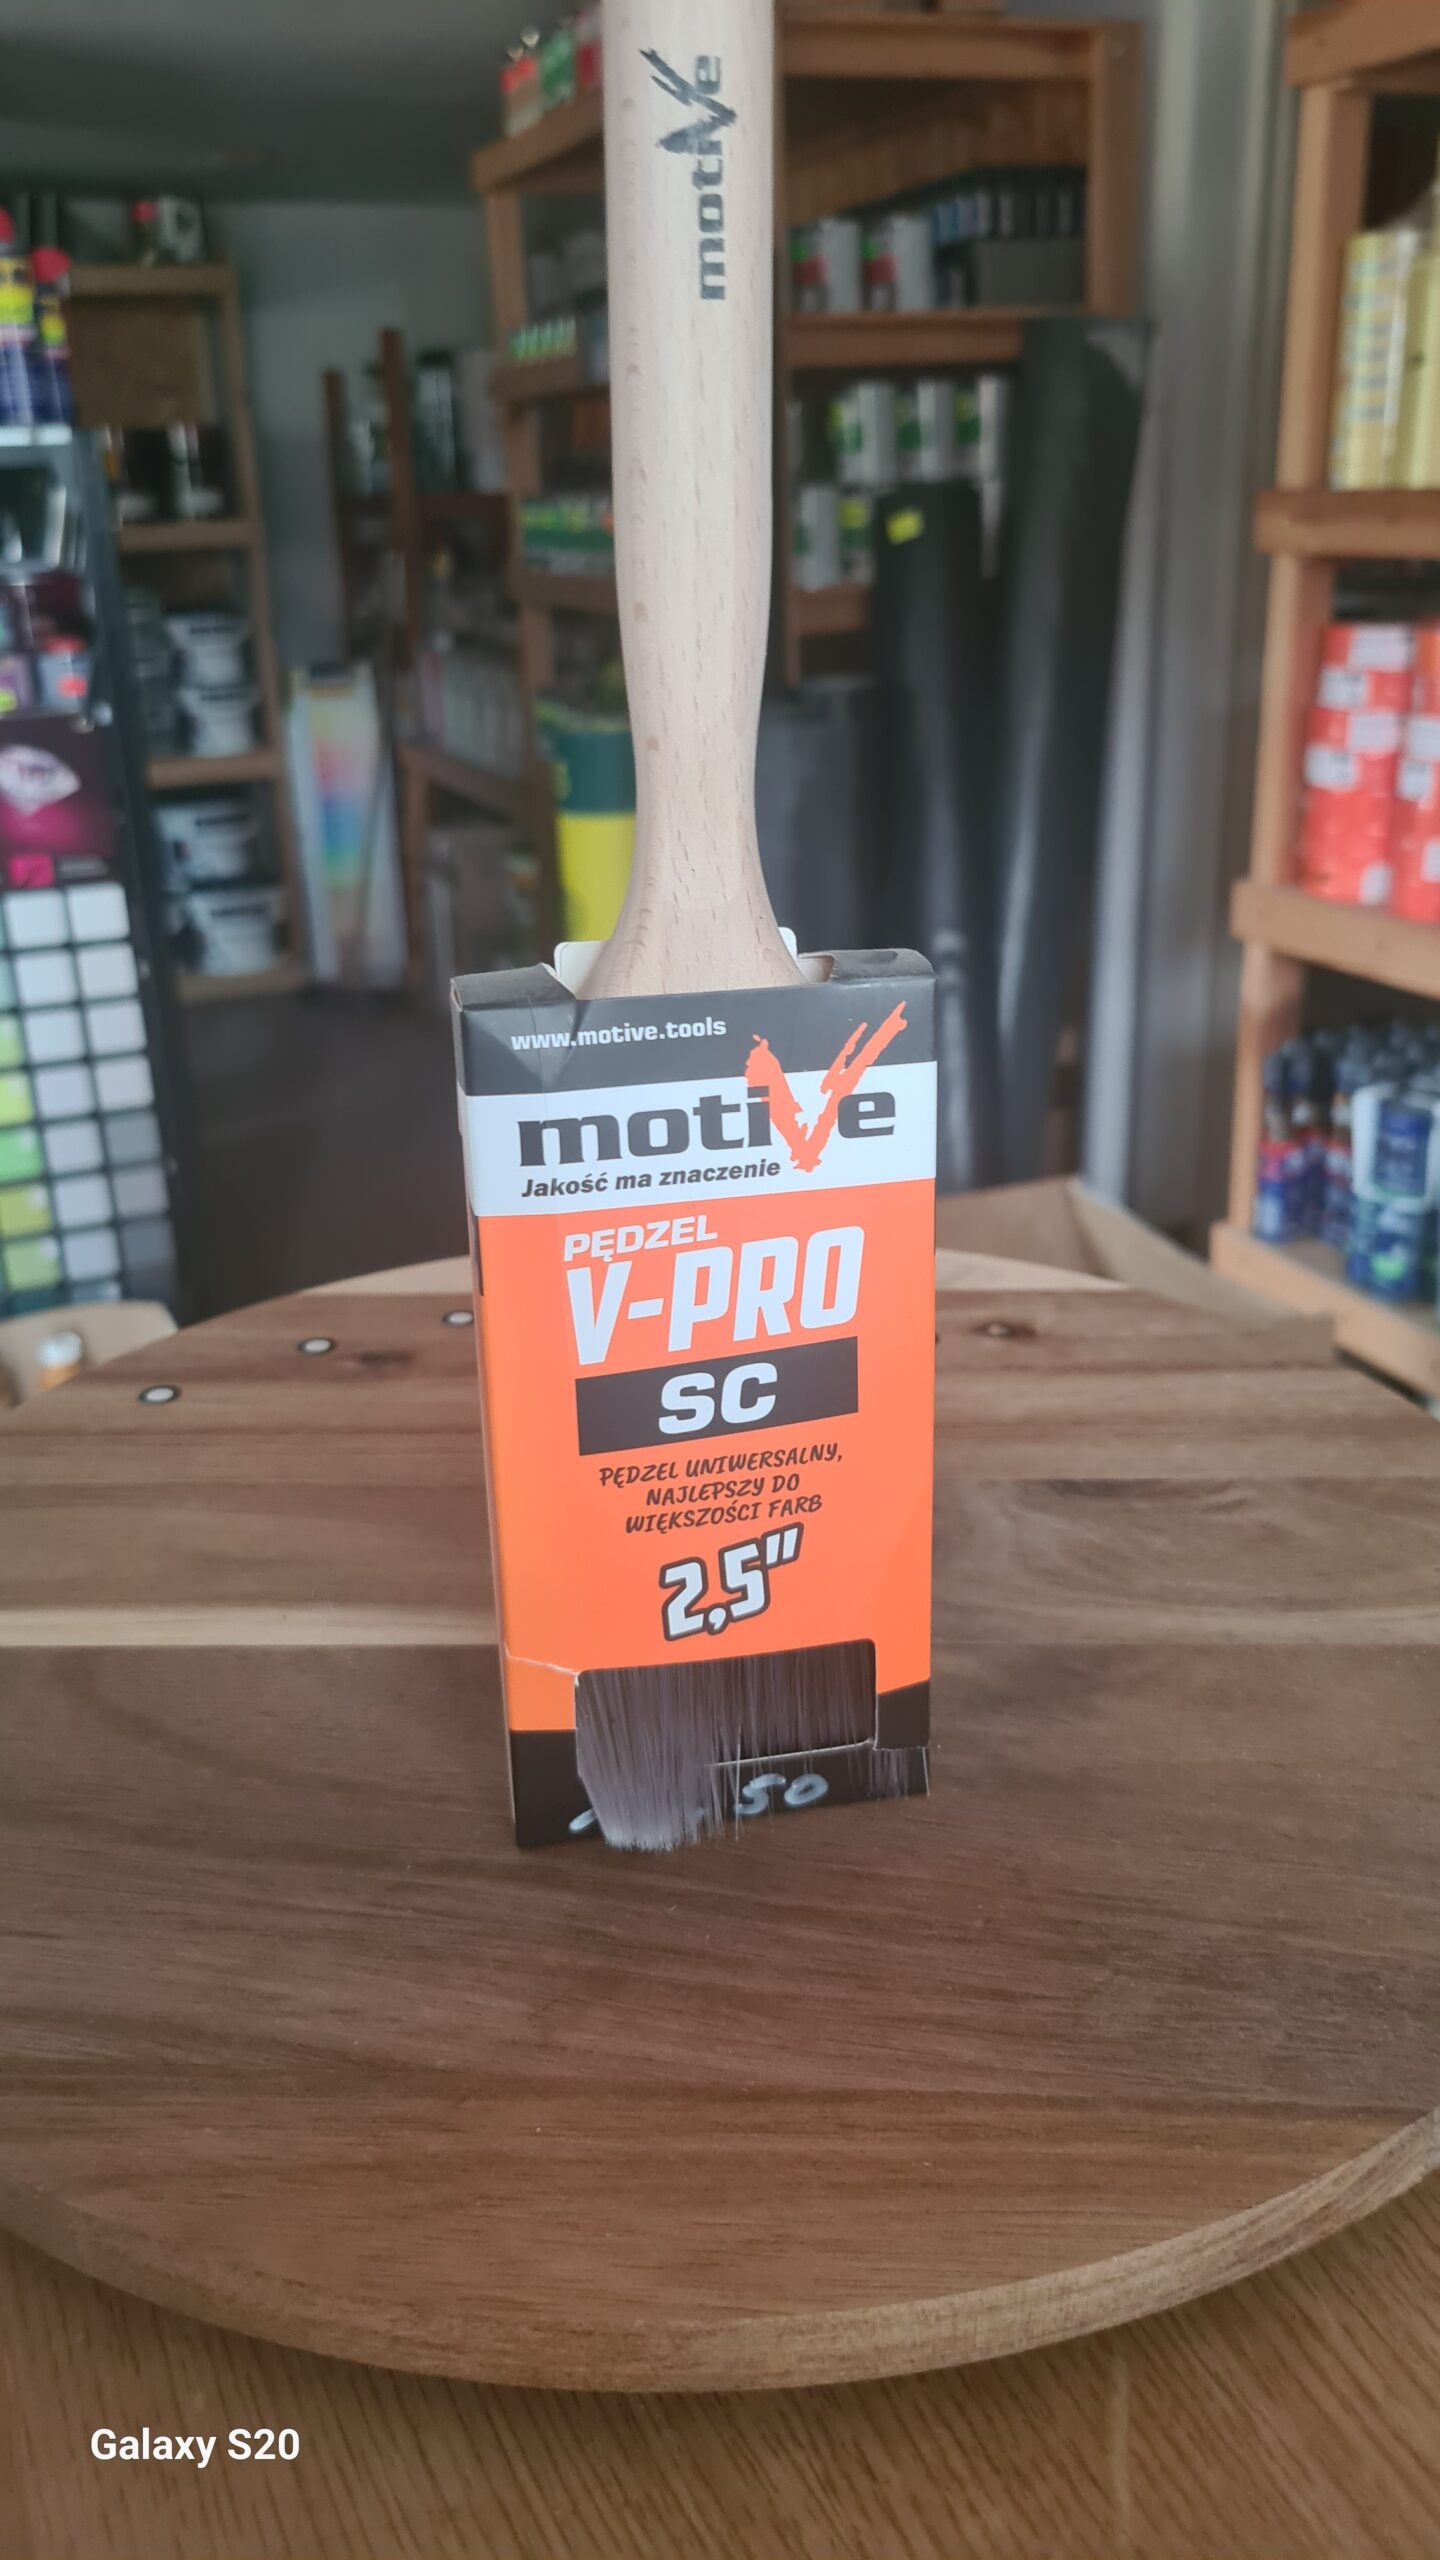 motive
www.motive.tools
motive
Jakość ma znaczenie
PĘDZEL
V-PRO
SC
PĘDZEL UNIWERSALNY,
NAJLEPSZY DO
WIĘKSZOŚCI FARB
2,5"
50
Galaxy S20